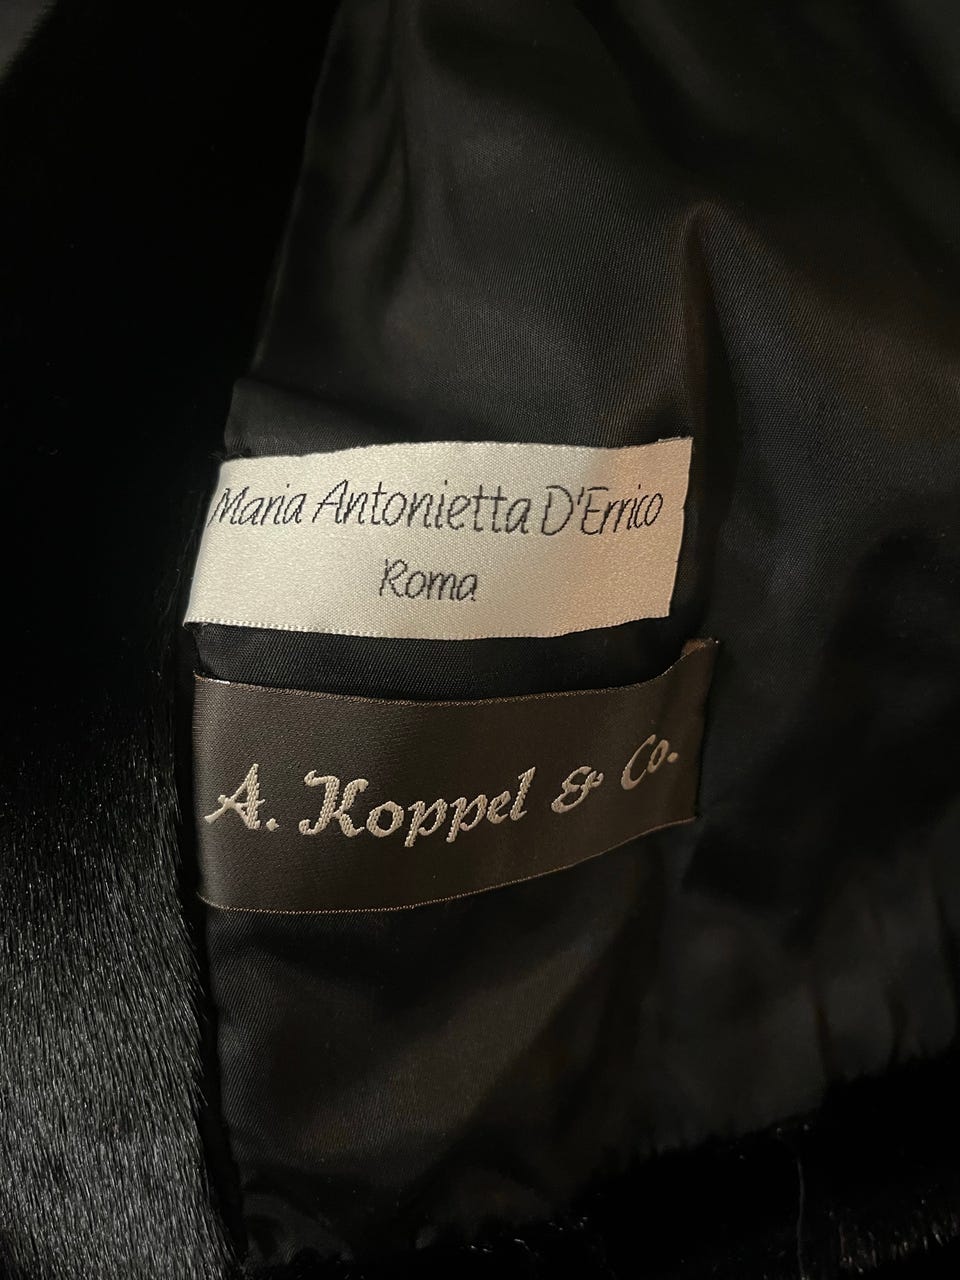 Maria Antonietta D'Errico
Roma
A. Koppel & Co.